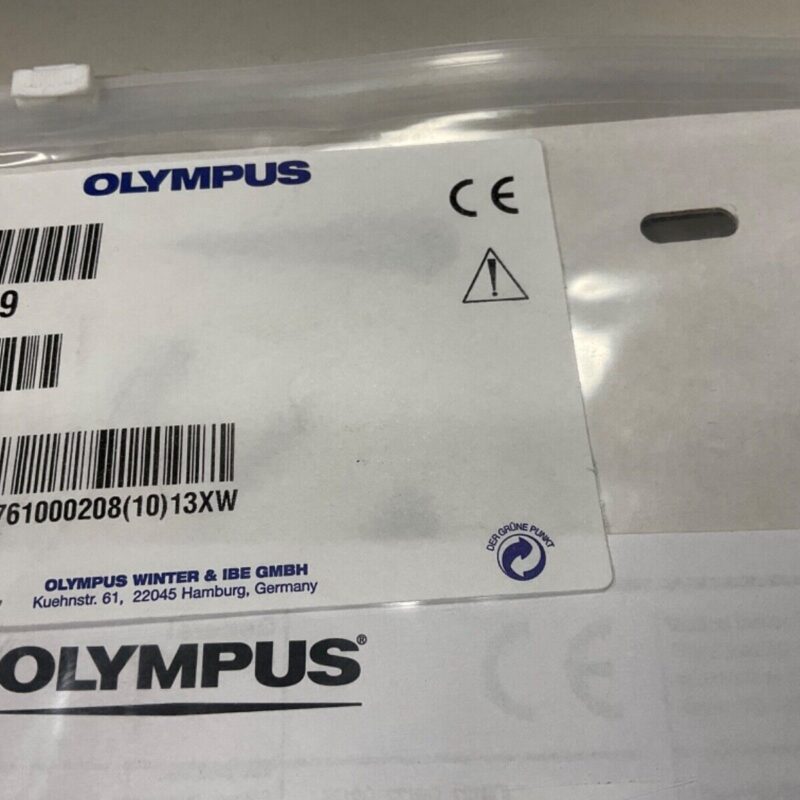 OLYMPUS
CE
9
761000208(10)13XW
DER GRÜNE PUNKT
OLYMPUS WINTER & IBE GMBH
Kuehnstr. 61, 22045 Hamburg, Germany
OLYMPUS®
CE